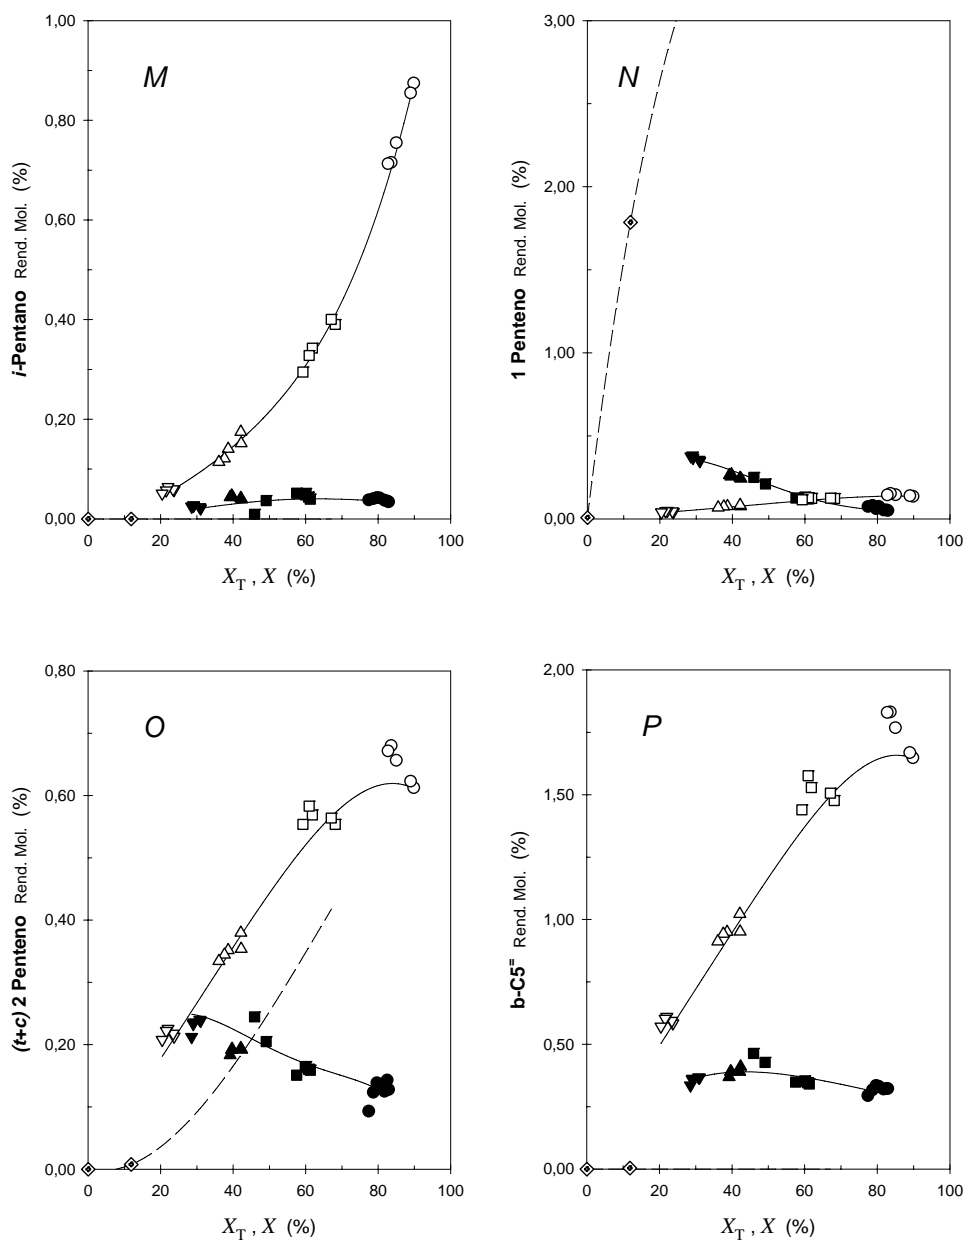 M
1,00
0,80
0,60
0,40
0,20
0,00
i-Pentano Rend. Mol. (%)
0 20 40 60 80 100
X_T , X (%)
N
3,00
2,00
1,00
0,00
1 Penteno Rend. Mol. (%)
0 20 40 60 80 100
X_T , X (%)
O
0,80
0,60
0,40
0,20
0,00
(t+c) 2 Penteno Rend. Mol. (%)
0 20 40 60 80 100
X_T , X (%)
P
2,00
1,50
1,00
0,50
0,00
b-C5= Rend. Mol. (%)
0 20 40 60 80 100
X_T , X (%)